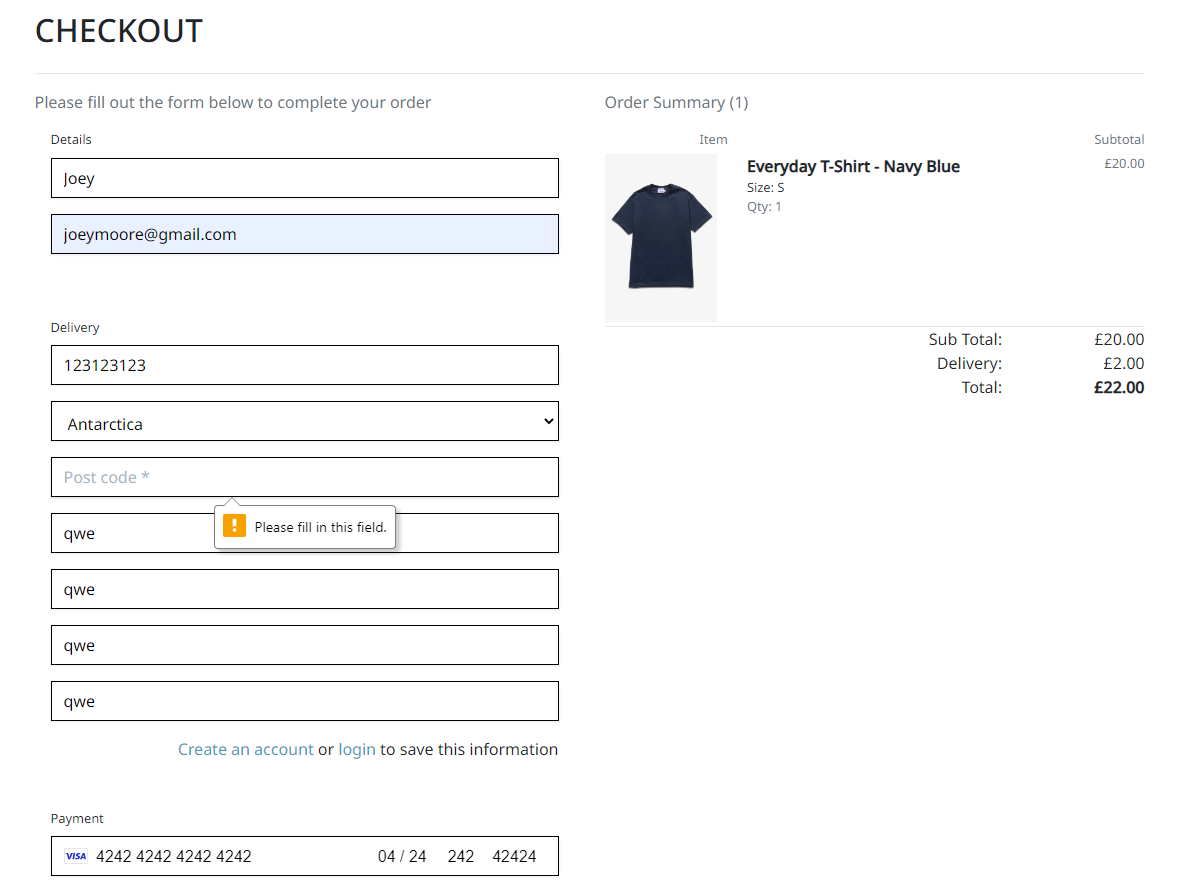 CHECKOUT
Please fill out the form below to complete your order
Details
Joey
joeymoore@gmail.com
Delivery
123123123
Antarctica
Post code *
Please fill in this field.
qwe
qwe
qwe
qwe
Create an account or login to save this information
Payment
VISA 4242 4242 4242 4242 04 / 24 242 42424
Order Summary (1)
Item Subtotal
Everyday T-Shirt - Navy Blue £20.00
Size: S
Qty: 1
Sub Total: £20.00
Delivery: £2.00
Total: £22.00